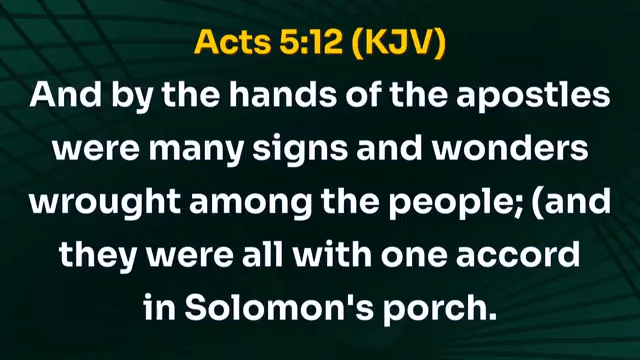 Acts 5:12 (KJV)
And by the hands of the apostles
were many signs and wonders
wrought among the people; (and
they were all with one accord
in Solomon's porch.